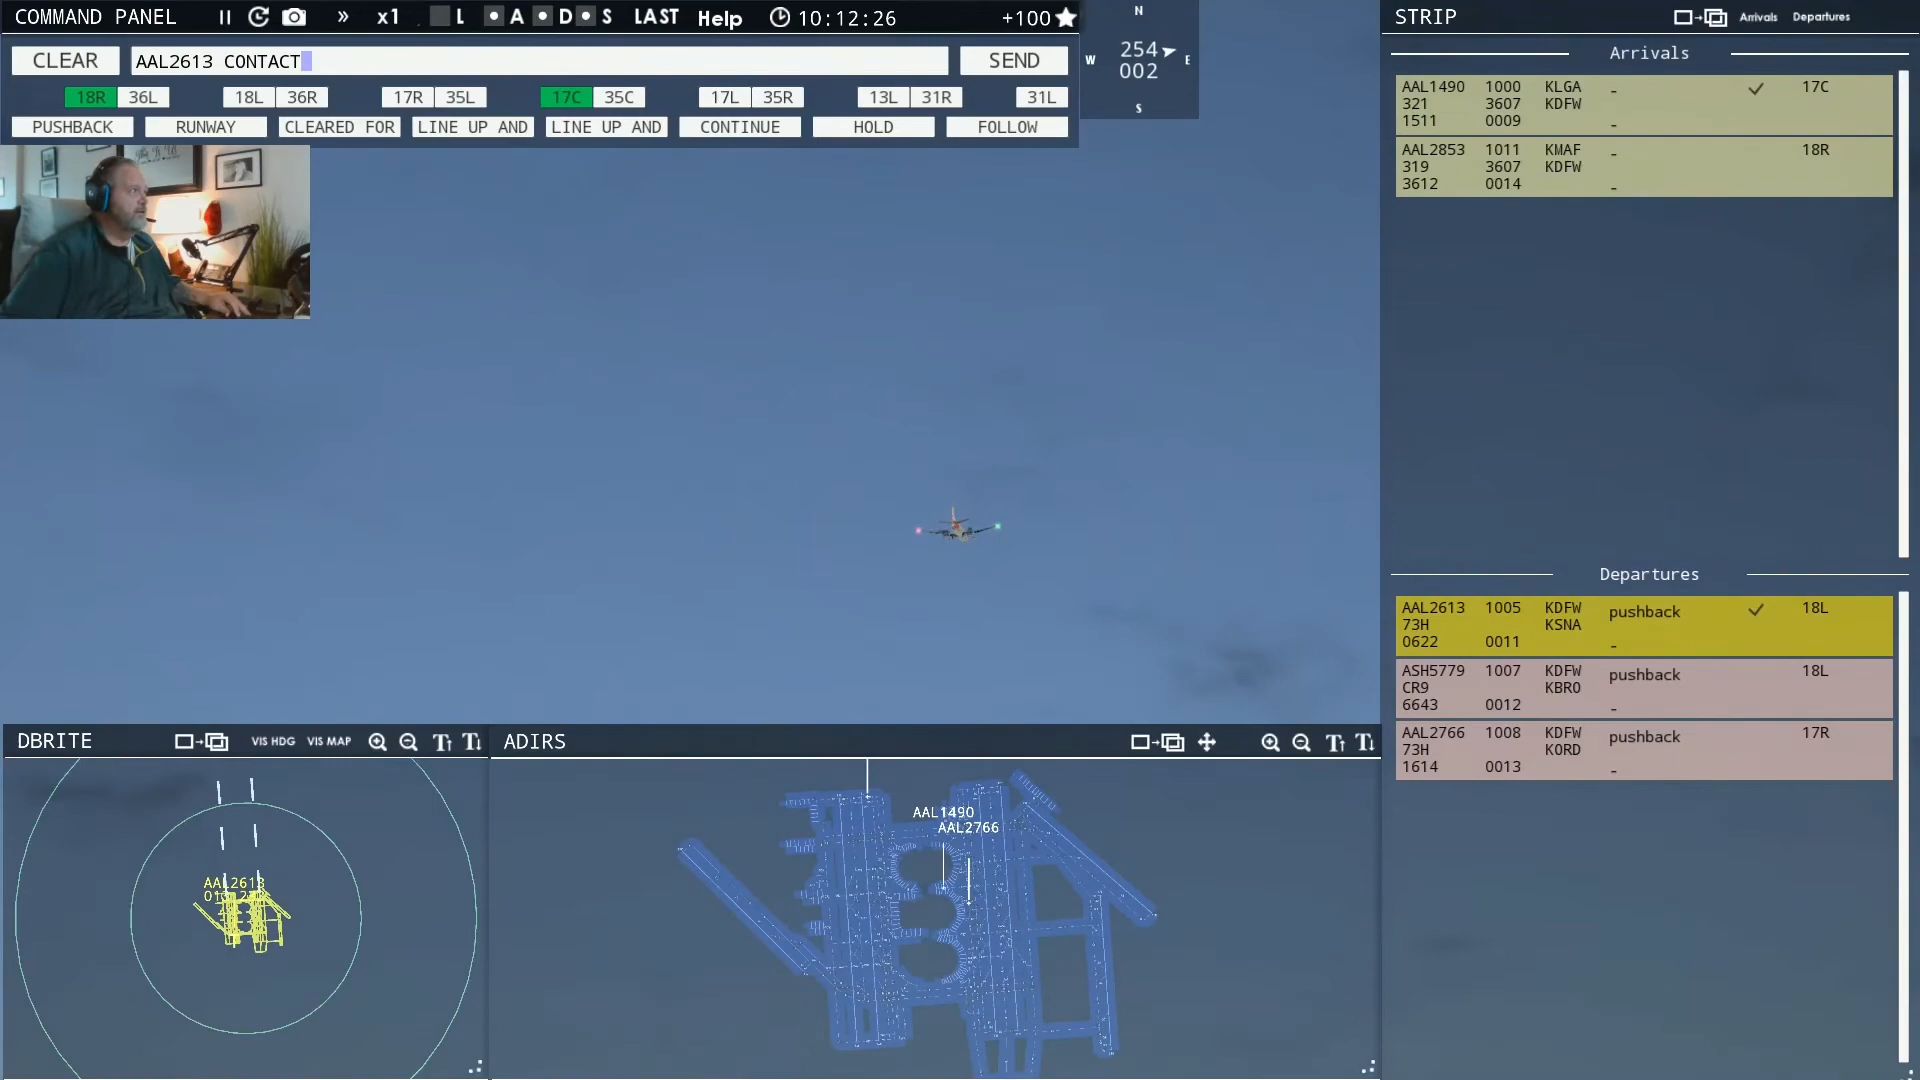 COMMAND PANEL
» x1 L A D S LAST Help 10:12:26 +100
CLEAR AAL2613 CONTACT SEND
18R 36L 18L 36R 17R 35L 17C 35C 17L 35R 13L 31R 31L
PUSHBACK RUNWAY CLEARED FOR LINE UP AND LINE UP AND CONTINUE HOLD FOLLOW
N
W 254 E
002
S
STRIP Arrivals Departures
Arrivals
AAL1490 1000 KLGA - 17C
321 3607 KDFW
1511 0009 -
AAL2853 1011 KMAF - 18R
319 3607 KDFW
3612 0014 -
Departures
AAL2613 1005 KDFW pushback 18L
73H KSNA
0622 0011 -
ASH5779 1007 KDFW pushback 18L
CR9 KBRO
6643 0012 -
AAL2766 1008 KDFW pushback 17R
73H KORD
1614 0013 -
DBRITE VIS HDG VIS MAP T↑ T↓
AAL2613
ADIRS T↑ T↓
AAL1490
AAL2766